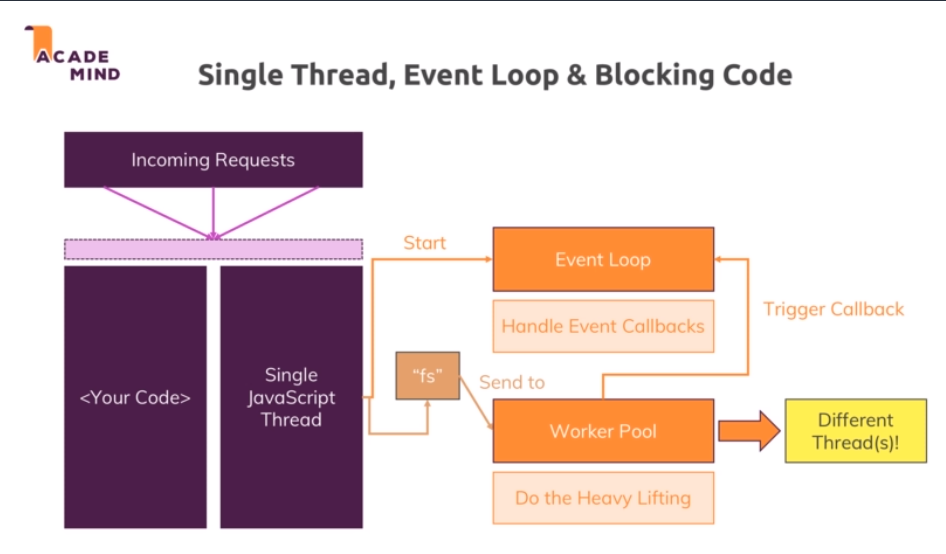 ACADE
MIND
Single Thread, Event Loop & Blocking Code
Incoming Requests
Start
Event Loop
Trigger Callback
Handle Event Callbacks
<Your Code>
Single
JavaScript
Thread
“fs”
Send to
Worker Pool
Different
Thread(s)!
Do the Heavy Lifting